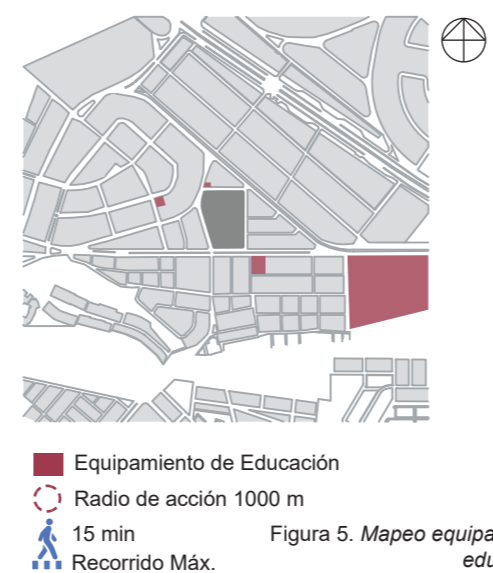 Equipamiento de Educación
Radio de acción 1000 m
15 min
Recorrido Máx.
Figura 5. Mapeo equipa
edu